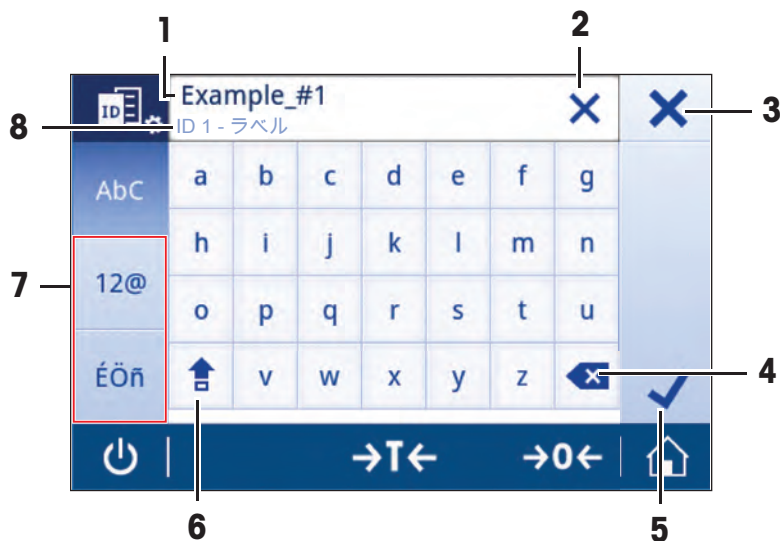 1
2
3
4
5
6
7
8
ID
Example_#1
ID 1 - ラベル
AbC
12@
ÉÖñ
a b c d e f g
h i j k l m n
o p q r s t u
v w x y z
→T←
→0←